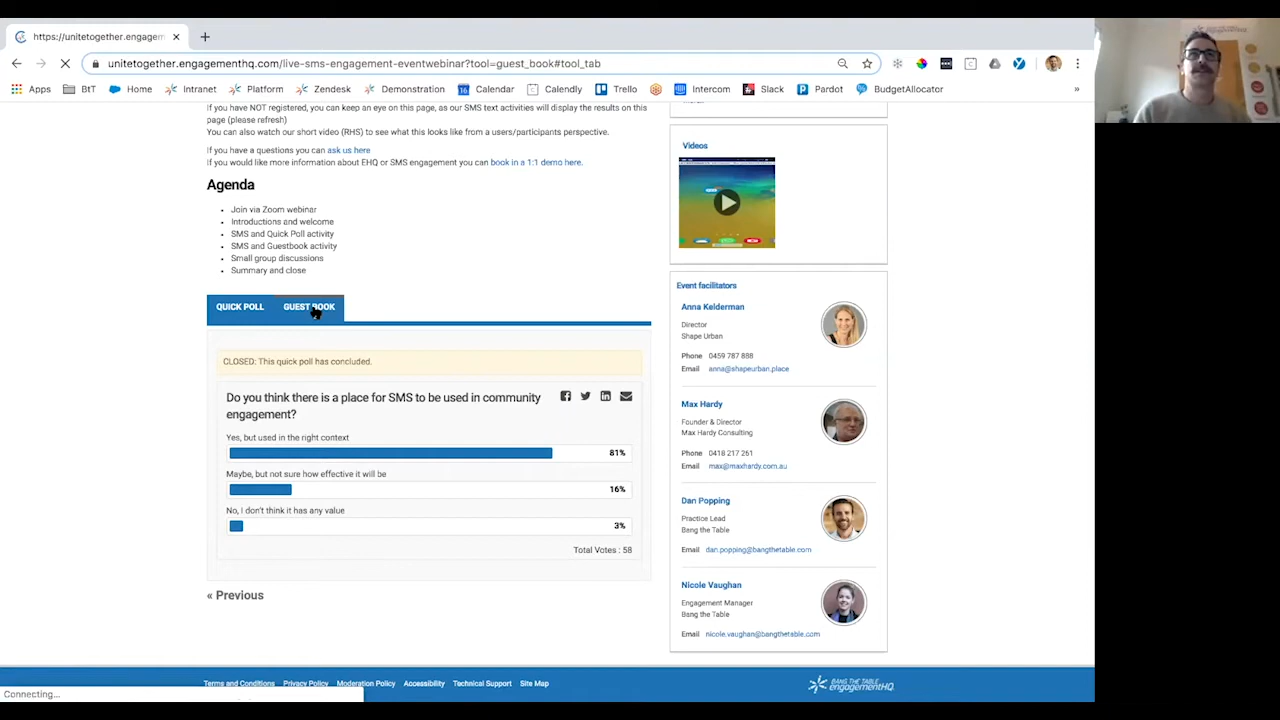 https://unitetogether.engagem
unitetogether.engagementhq.com/live-sms-engagement-eventwebinar?tool=guest_book#tool_tab
Apps
BtT
Home
Intranet
Platform
Zendesk
Demonstration
Calendar
Calendly
Trello
Intercom
Slack
Pardot
BudgetAllocator
»
If you have NOT registered, you can keep an eye on this page, as our SMS text activities will display the results on this
page (please refresh)
You can also watch our short video (RHS) to see what this looks like from a users/participants perspective.
If you have a questions you can ask us here
If you would like more information about EHQ or SMS engagement you can book in a 1:1 demo here.
Agenda
• Join via Zoom webinar
• Introductions and welcome
• SMS and Quick Poll activity
• SMS and Guestbook activity
• Small group discussions
• Summary and close
QUICK POLL
GUEST BOOK
CLOSED: This quick poll has concluded.
Do you think there is a place for SMS to be used in community
engagement?
Yes, but used in the right context
81%
Maybe, but not sure how effective it will be
16%
No, I don't think it has any value
3%
Total Votes : 58
« Previous
Videos
Event facilitators
Anna Kelderman
Director
Shape Urban
Phone 0459 787 888
Email anna@shapeurban.place
Max Hardy
Founder & Director
Max Hardy Consulting
Phone 0418 217 261
Email max@maxhardy.com.au
Dan Popping
Practice Lead
Bang the Table
Email dan.popping@bangthetable.com
Nicole Vaughan
Engagement Manager
Bang the Table
Email nicole.vaughan@bangthetable.com
Terms and Conditions
Privacy Policy
Moderation Policy
Accessibility
Technical Support
Site Map
BANG THE TABLE
engagementHQ
Connecting...